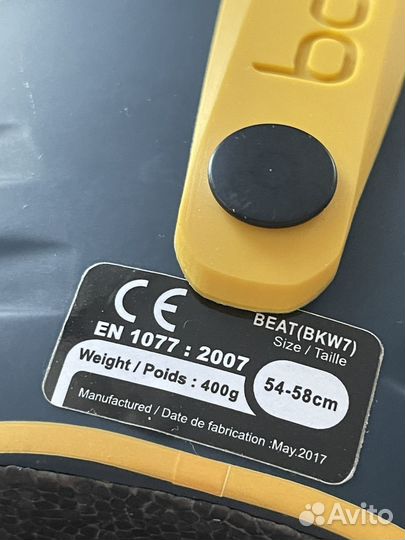 CE
BEAT(BKW7)
EN 1077 : 2007
Size / Taille
Weight / Poids : 400g
54-58cm
Manufactured / Date de fabrication :May.2017
Avito